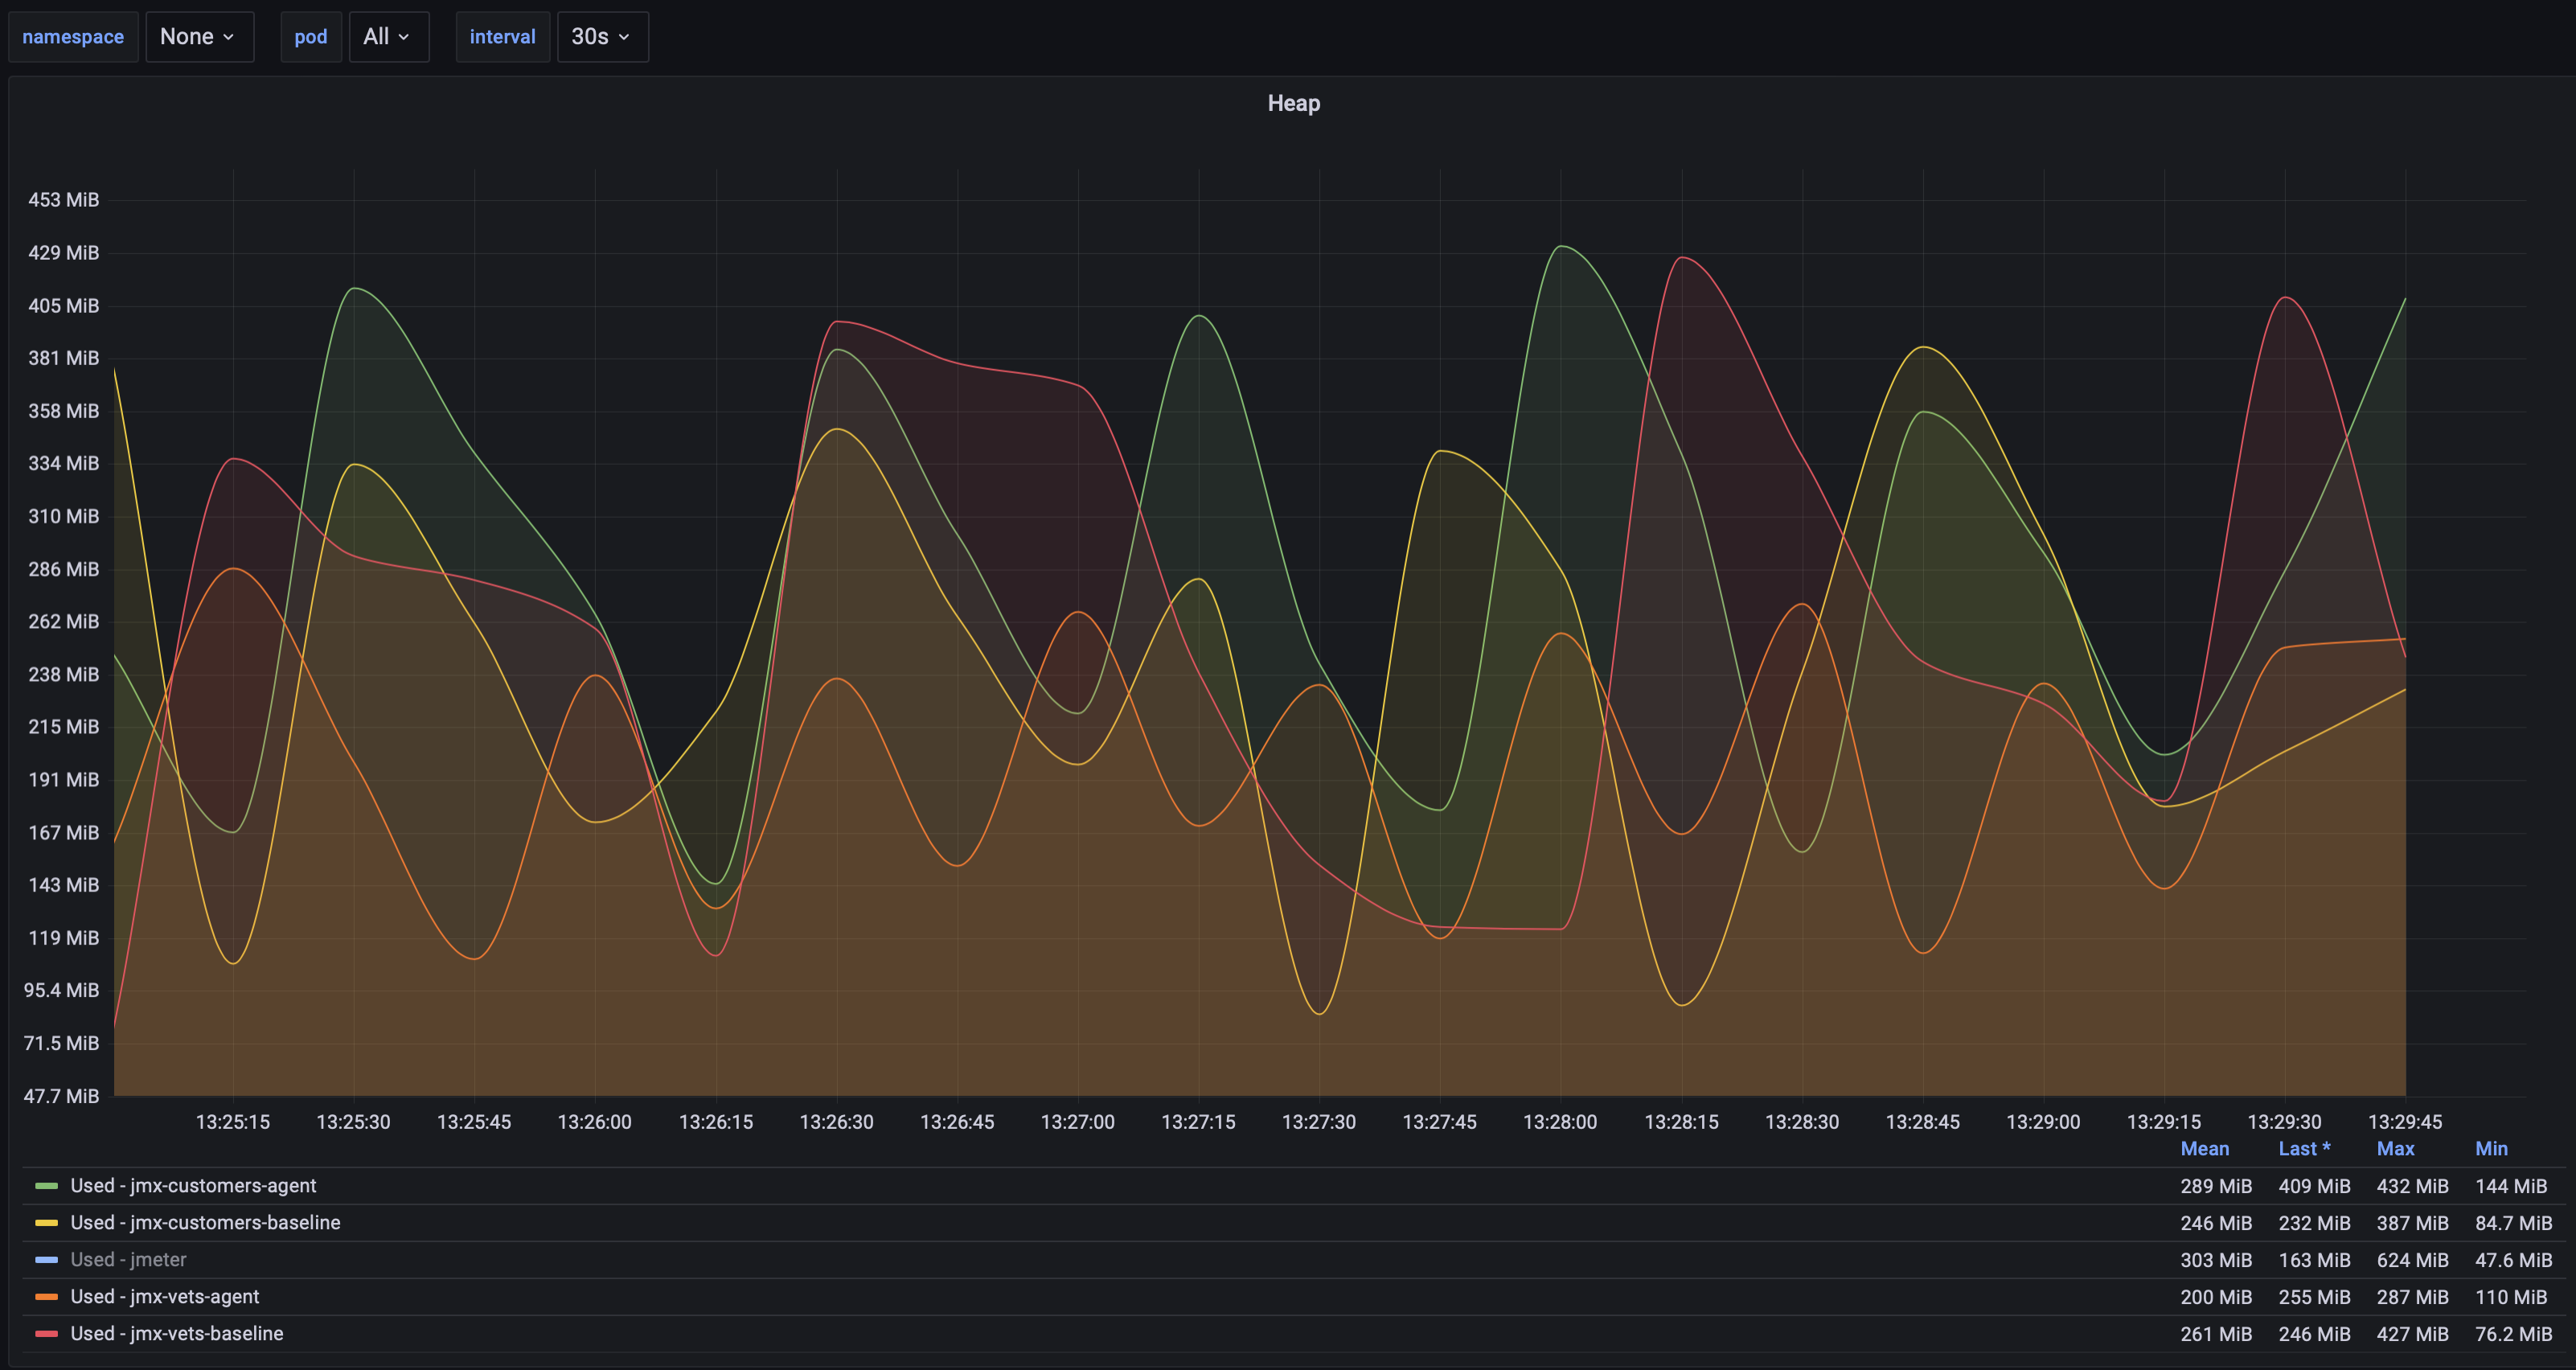 namespace None pod All interval 30s
Heap
453 MiB
429 MiB
405 MiB
381 MiB
358 MiB
334 MiB
310 MiB
286 MiB
262 MiB
238 MiB
215 MiB
191 MiB
167 MiB
143 MiB
119 MiB
95.4 MiB
71.5 MiB
47.7 MiB
13:25:15 13:25:30 13:25:45 13:26:00 13:26:15 13:26:30 13:26:45 13:27:00 13:27:15 13:27:30 13:27:45 13:28:00 13:28:15 13:28:30 13:28:45 13:29:00 13:29:15 13:29:30 13:29:45
Mean Last * Max Min
Used - jmx-customers-agent 289 MiB 409 MiB 432 MiB 144 MiB
Used - jmx-customers-baseline 246 MiB 232 MiB 387 MiB 84.7 MiB
Used - jmeter 303 MiB 163 MiB 624 MiB 47.6 MiB
Used - jmx-vets-agent 200 MiB 255 MiB 287 MiB 110 MiB
Used - jmx-vets-baseline 261 MiB 246 MiB 427 MiB 76.2 MiB